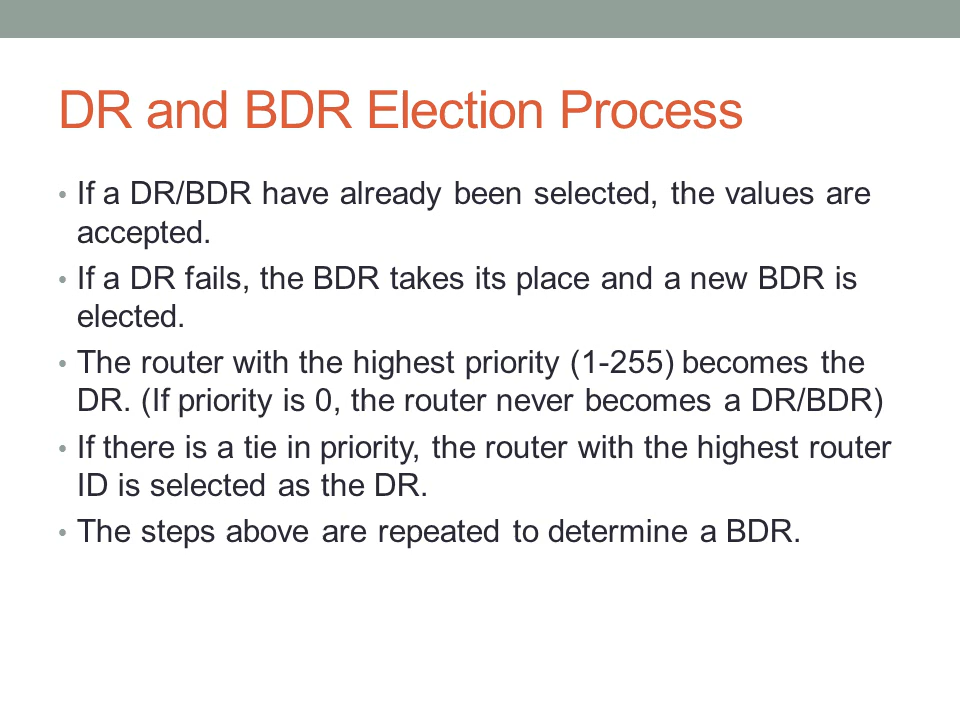 DR and BDR Election Process
• If a DR/BDR have already been selected, the values are
accepted.
• If a DR fails, the BDR takes its place and a new BDR is
elected.
• The router with the highest priority (1-255) becomes the
DR. (If priority is 0, the router never becomes a DR/BDR)
• If there is a tie in priority, the router with the highest router
ID is selected as the DR.
• The steps above are repeated to determine a BDR.